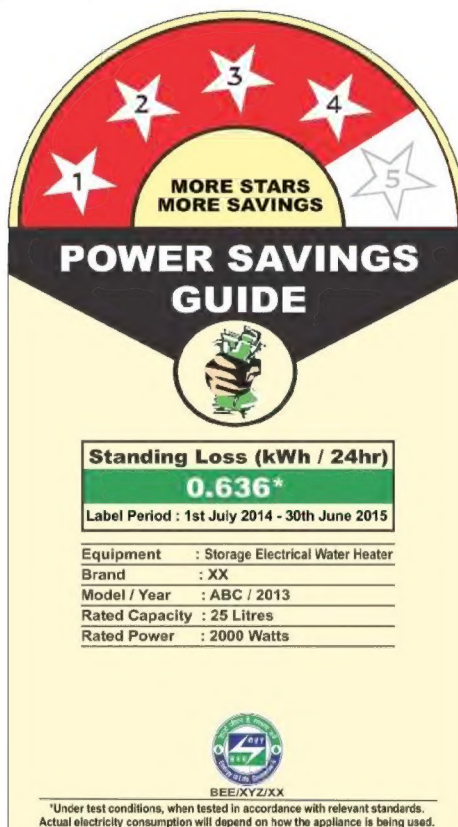 1
2
3
4
5
MORE STARS
MORE SAVINGS
POWER SAVINGS
GUIDE
Standing Loss (kWh / 24hr)
0.636*
Label Period : 1st July 2014 - 30th June 2015
Equipment : Storage Electrical Water Heater
Brand : XX
Model / Year : ABC / 2013
Rated Capacity : 25 Litres
Rated Power : 2000 Watts
BEE/XYZ/XX
*Under test conditions, when tested in accordance with relevant standards.
Actual electricity consumption will depend on how the appliance is being used.